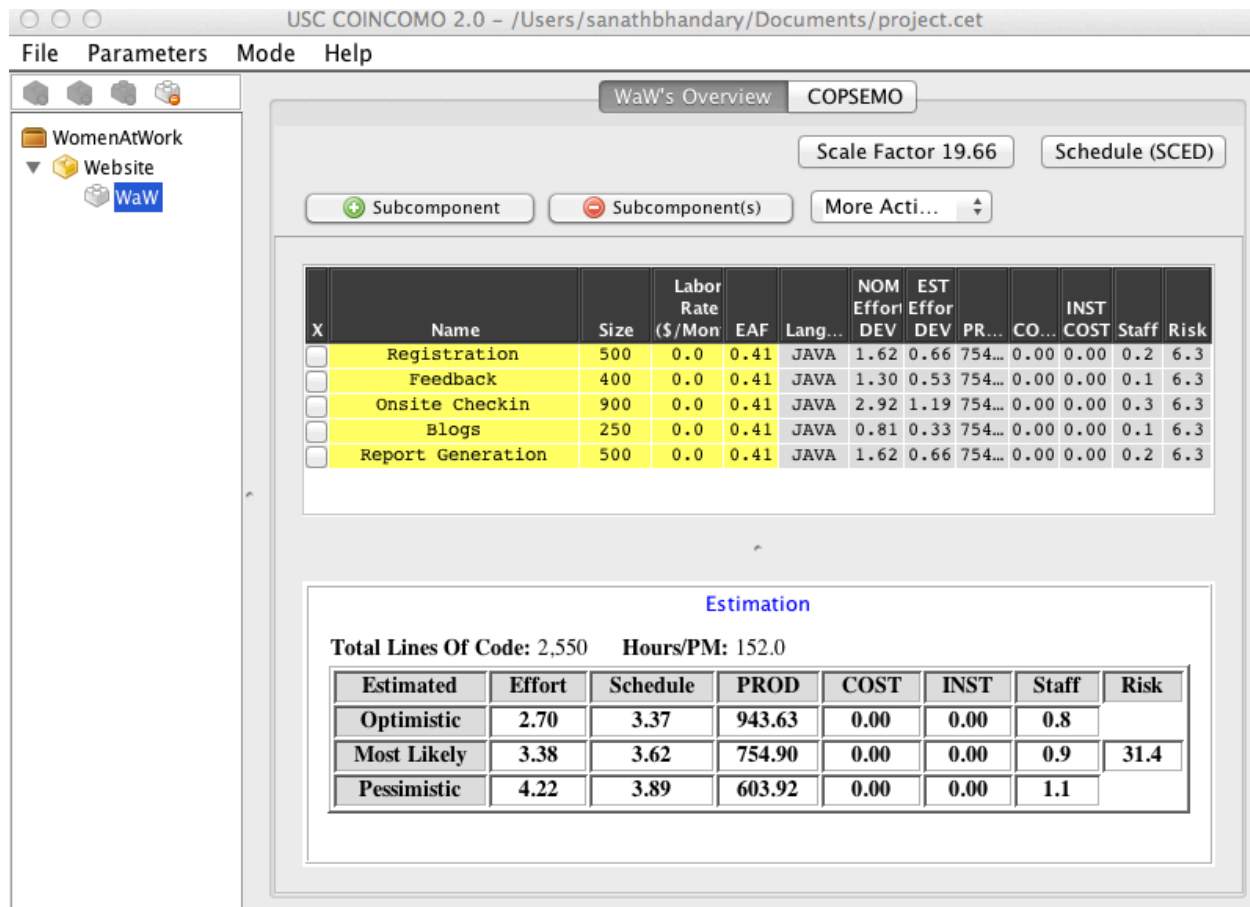 USC COINCOMO 2.0 – /Users/sanathbhandary/Documents/project.cet
File Parameters Mode Help
WomenAtWork
Website
WaW
WaW's Overview COPSEMO
Scale Factor 19.66 Schedule (SCED)
Subcomponent Subcomponent(s) More Acti...
X Name Size Labor Rate ($/Mon EAF Lang... NOM Effort DEV EST Effor DEV PR... CO... INST COST Staff Risk
Registration 500 0.0 0.41 JAVA 1.62 0.66 754... 0.00 0.00 0.2 6.3
Feedback 400 0.0 0.41 JAVA 1.30 0.53 754... 0.00 0.00 0.1 6.3
Onsite Checkin 900 0.0 0.41 JAVA 2.92 1.19 754... 0.00 0.00 0.3 6.3
Blogs 250 0.0 0.41 JAVA 0.81 0.33 754... 0.00 0.00 0.1 6.3
Report Generation 500 0.0 0.41 JAVA 1.62 0.66 754... 0.00 0.00 0.2 6.3
Estimation
Total Lines Of Code: 2,550 Hours/PM: 152.0
Estimated Effort Schedule PROD COST INST Staff Risk
Optimistic 2.70 3.37 943.63 0.00 0.00 0.8
Most Likely 3.38 3.62 754.90 0.00 0.00 0.9 31.4
Pessimistic 4.22 3.89 603.92 0.00 0.00 1.1